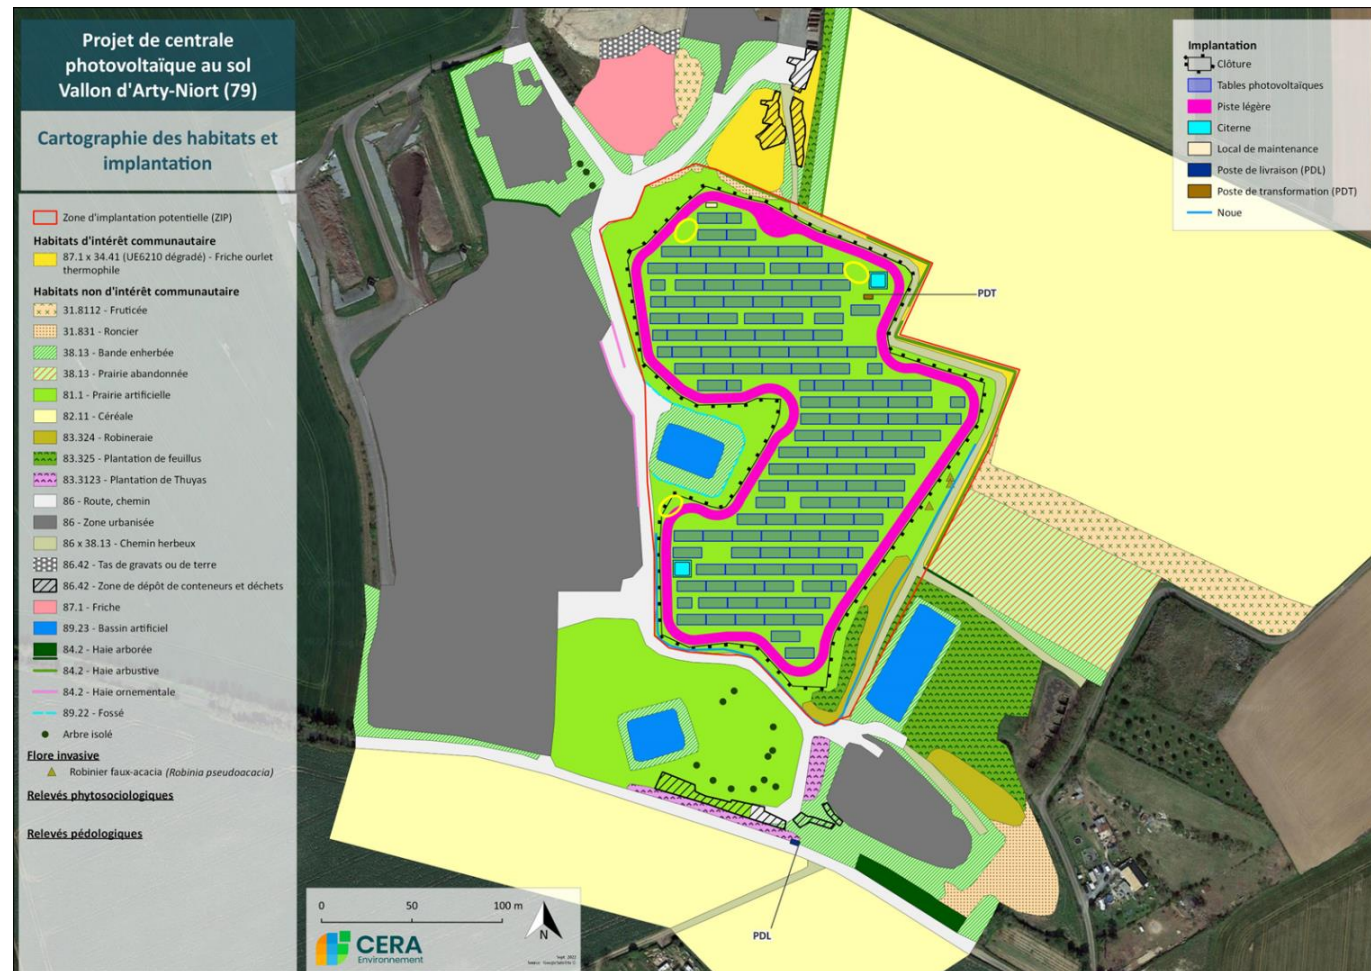 Projet de centrale
photovoltaïque au sol
Vallon d'Arty-Niort (79)
Cartographie des habitats et
implantation
Zone d'implantation potentielle (ZIP)
Habitats d'intérêt communautaire
87.1 x 34.41 (UE6210 dégradé) - Friche ourlet
thermophile
Habitats non d'intérêt communautaire
31.8112 - Fruticée
31.831 - Roncier
38.13 - Bande enherbée
38.13 - Prairie abandonnée
81.1 - Prairie artificielle
82.11 - Céréale
83.324 - Robineraie
83.325 - Plantation de feuillus
83.3123 - Plantation de Thuyas
86 - Route, chemin
86 - Zone urbanisée
86 x 38.13 - Chemin herbeux
86.42 - Tas de gravats ou de terre
86.42 - Zone de dépôt de conteneurs et déchets
87.1 - Friche
89.23 - Bassin artificiel
84.2 - Haie arborée
84.2 - Haie arbustive
84.2 - Haie ornementale
89.22 - Fossé
Arbre isolé
Flore invasive
Robinier faux-acacia (Robinia pseudoacacia)
Relevés phytosociologiques
Relevés pédologiques
Implantation
Clôture
Tables photovoltaïques
Piste légère
Citerne
Local de maintenance
Poste de livraison (PDL)
Poste de transformation (PDT)
Noue
PDT
PDL
0 50 100 m
N
CERA
Environnement